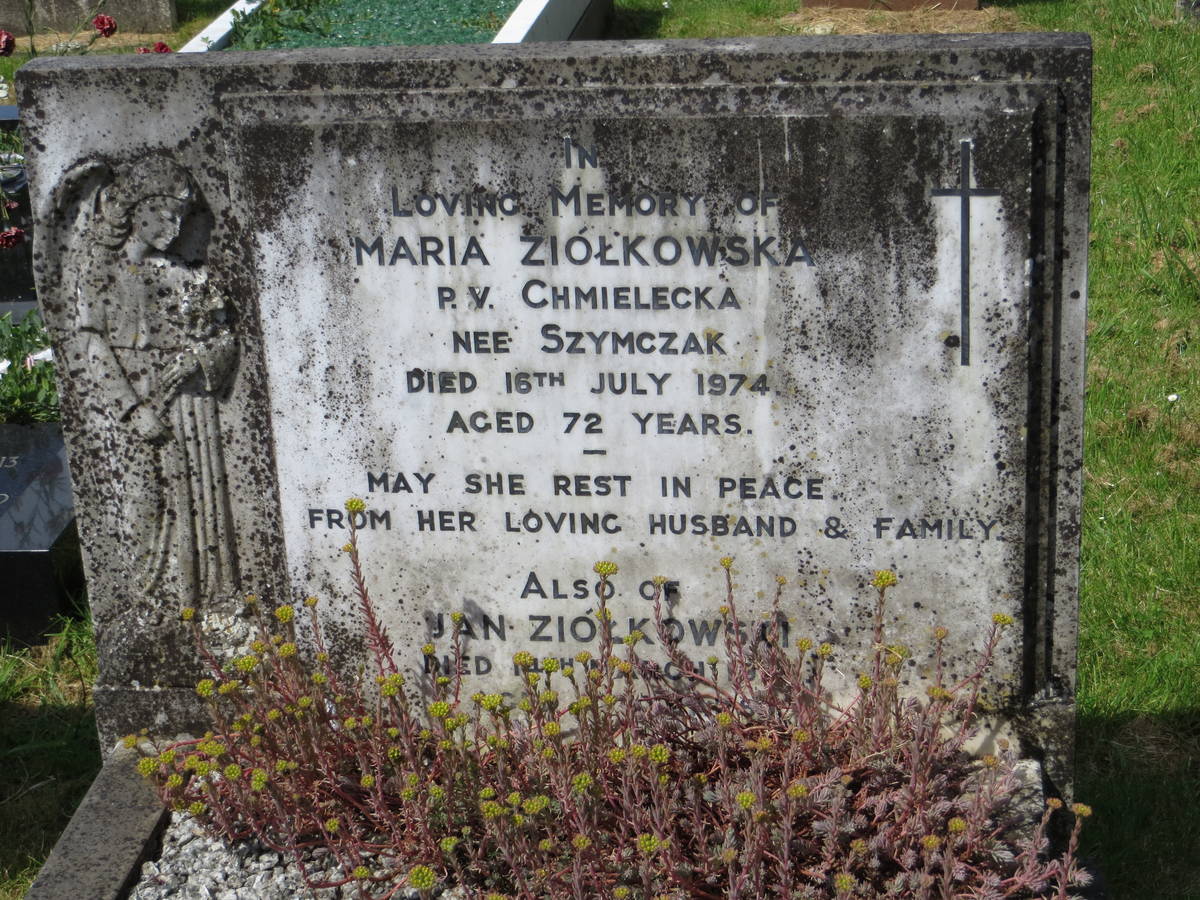 IN
LOVING MEMORY OF
MARIA ZIÓŁKOWSKA
P.V. CHMIELECKA
NEE SZYMCZAK
DIED 16TH JULY 1974.
AGED 72 YEARS.
—
MAY SHE REST IN PEACE.
FROM HER LOVING HUSBAND & FAMILY.
ALSO OF
JAN ZIÓŁKOWSKI
DIED